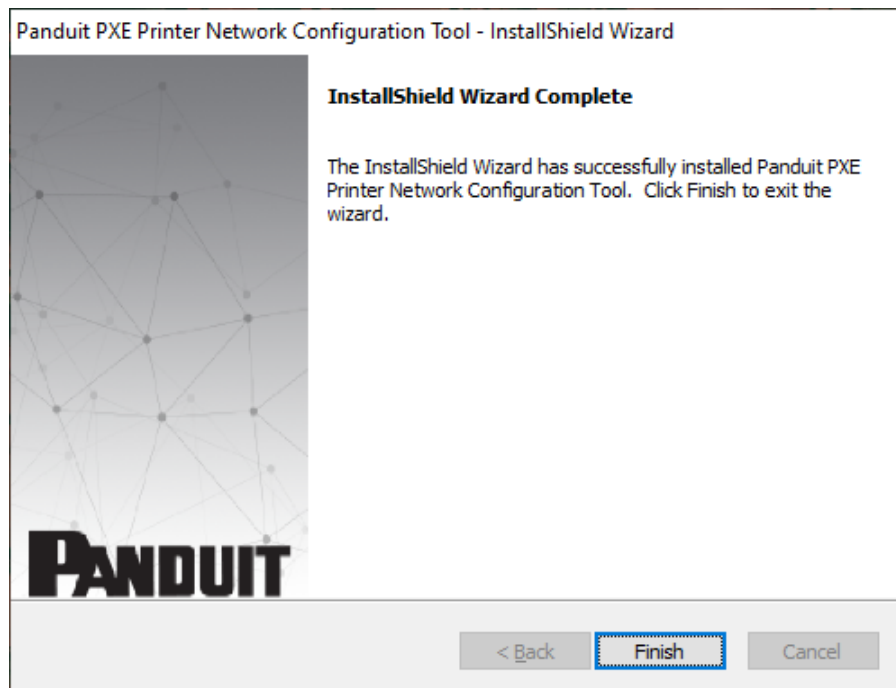 Panduit PXE Printer Network Configuration Tool - InstallShield Wizard
InstallShield Wizard Complete
The InstallShield Wizard has successfully installed Panduit PXE
Printer Network Configuration Tool.  Click Finish to exit the
wizard.
PANDUIT
< Back
Finish
Cancel